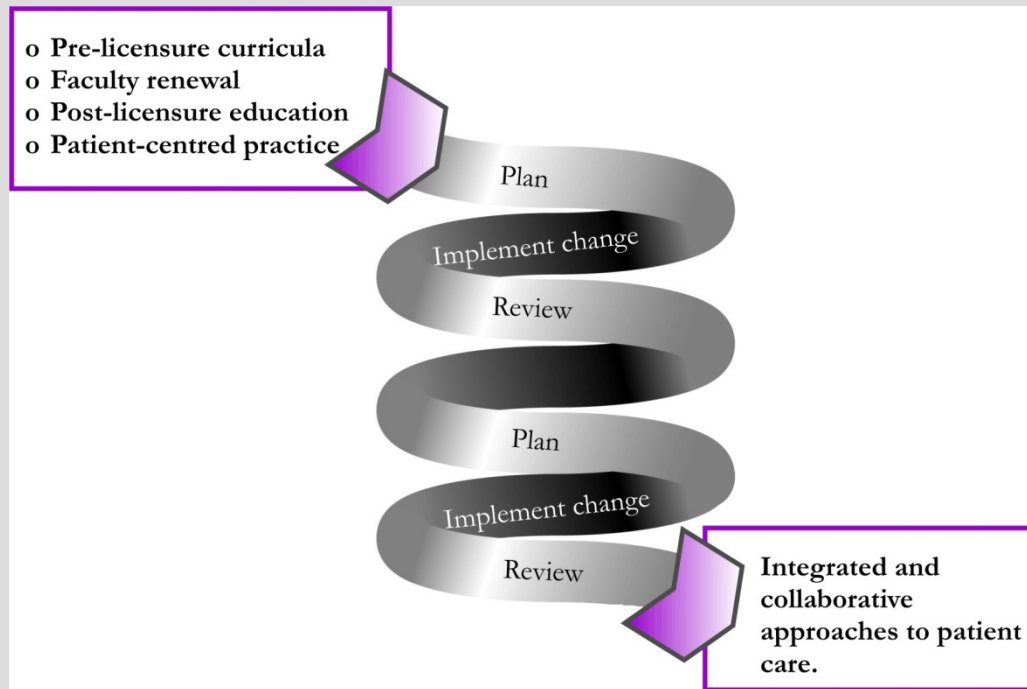 o Pre-licensure curricula
o Faculty renewal
o Post-licensure education
o Patient-centred practice
Plan
Implement change
Review
Plan
Implement change
Review
Integrated and
collaborative
approaches to patient
care.